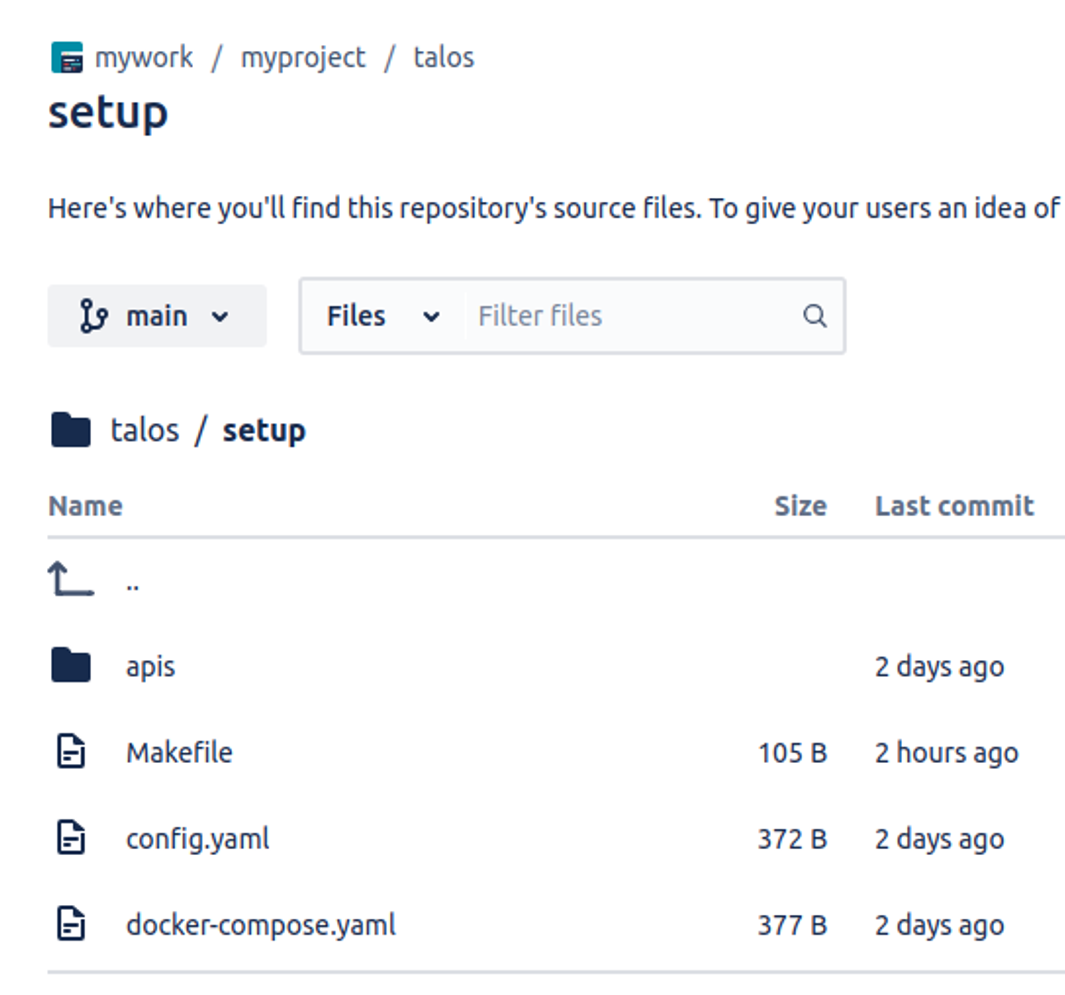 mywork / myproject / talos
setup
Here's where you'll find this repository's source files. To give your users an idea of
main Files Filter files
talos / setup
Name Size Last commit
..
apis 2 days ago
Makefile 105 B 2 hours ago
config.yaml 372 B 2 days ago
docker-compose.yaml 377 B 2 days ago